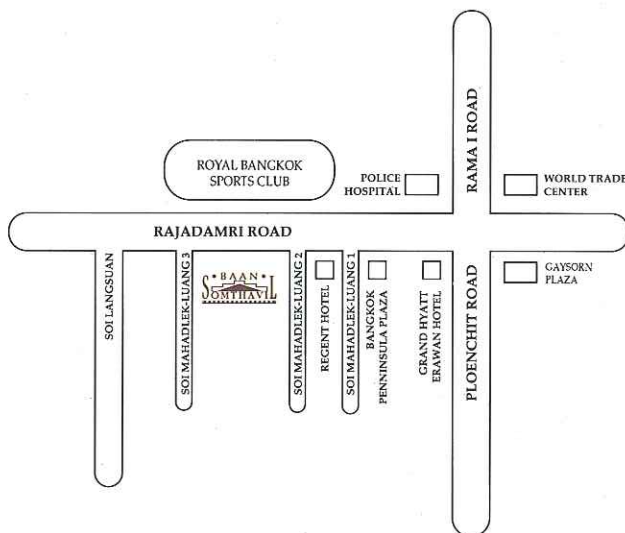 RAMA I ROAD
ROYAL BANGKOK
SPORTS CLUB
POLICE
HOSPITAL
WORLD TRADE
CENTER
RAJADAMRI ROAD
SOI LANGSUAN
SOI MAHADLEK-LUANG 3
BAAN
SOMTHAVIL
SOI MAHADLEK-LUANG 2
REGENT HOTEL
SOI MAHADLEK-LUANG 1
BANGKOK
PENNINSULA PLAZA
GRAND HYATT
ERAWAN HOTEL
PLOENCHIT ROAD
GAYSORN
PLAZA